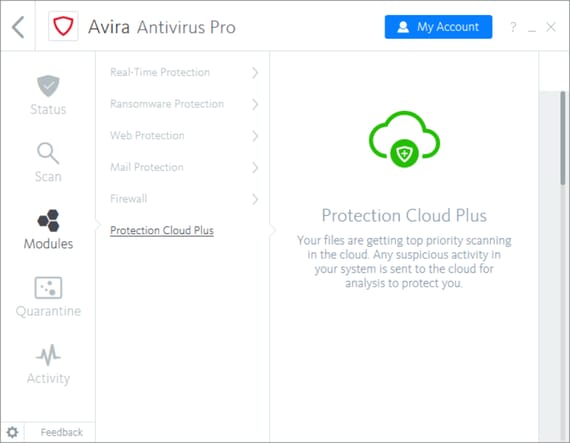 Avira Antivirus Pro
My Account
?
Status
Scan
Modules
Quarantine
Activity
Feedback
Real-Time Protection
Ransomware Protection
Web Protection
Mail Protection
Firewall
Protection Cloud Plus
Protection Cloud Plus
Your files are getting top priority scanning
in the cloud. Any suspicious activity in
your system is sent to the cloud for
analysis to protect you.